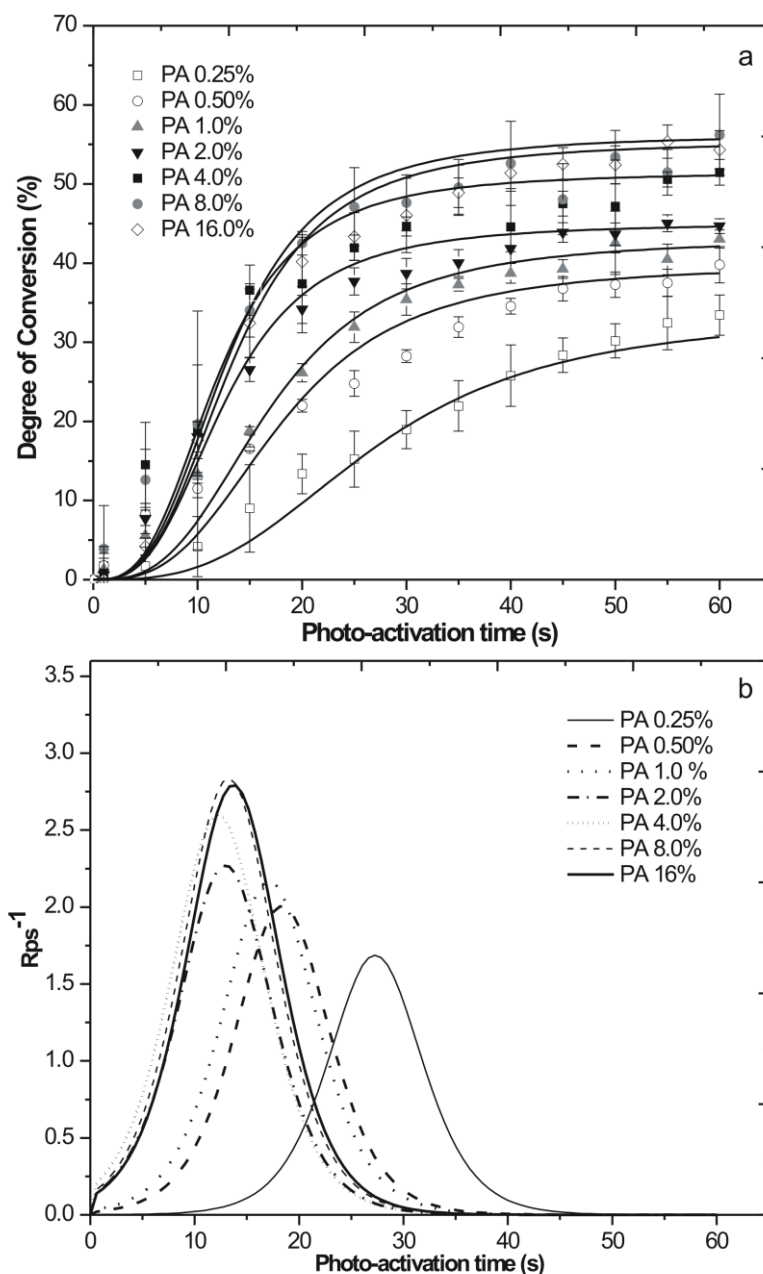 a
70
60
50
40
30
20
10
0
Degree of Conversion (%)
PA 0.25%
PA 0.50%
PA 1.0%
PA 2.0%
PA 4.0%
PA 8.0%
PA 16.0%
0 10 20 30 40 50 60
Photo-activation time (s)
b
3.5
3.0
2.5
2.0
1.5
1.0
0.5
0.0
Rps⁻¹
PA 0.25%
PA 0.50%
PA 1.0 %
PA 2.0%
PA 4.0%
PA 8.0%
PA 16%
0 10 20 30 40 50 60
Photo-activation time (s)